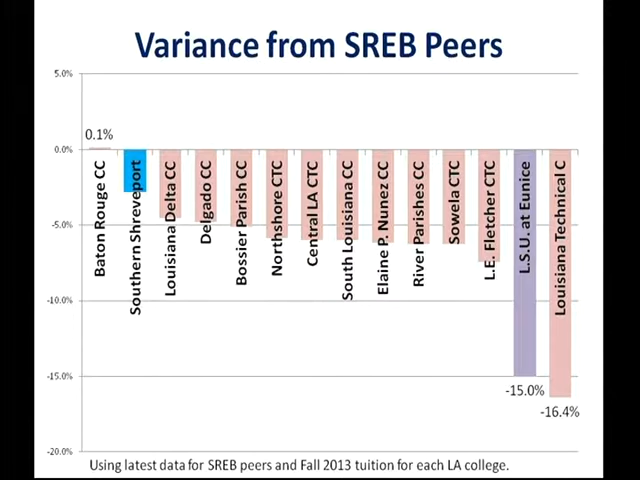 Variance from SREB Peers
5.0%
0.1%
0.0%
-5.0%
-10.0%
-15.0%
-20.0%
Baton Rouge CC
Southern Shreveport
Louisiana Delta CC
Delgado CC
Bossier Parish CC
Northshore CTC
Central LA CTC
South Louisiana CC
Elaine P. Nunez CC
River Parishes CC
Sowela CTC
L.E. Fletcher CTC
L.S.U. at Eunice
Louisiana Technical C
-15.0%
-16.4%
Using latest data for SREB peers and Fall 2013 tuition for each LA college.